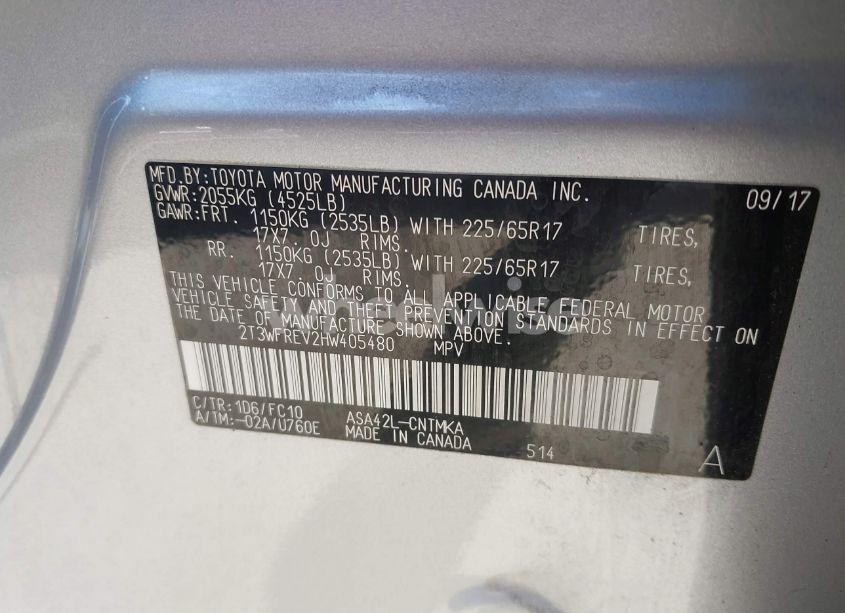 MFD.BY:TOYOTA MOTOR MANUFACTURING CANADA INC. 09/17
GVWR:2055KG (4525LB)
GAWR:FRT. 1150KG (2535LB) WITH 225/65R17 TIRES,
17X7.0J RIMS.
RR. 1150KG (2535LB) WITH 225/65R17 TIRES,
17X7.0J RIMS.
THIS VEHICLE CONFORMS TO ALL APPLICABLE FEDERAL MOTOR
VEHICLE SAFETY AND THEFT PREVENTION STANDARDS IN EFFECT ON
THE DATE OF MANUFACTURE SHOWN ABOVE.
2T3WFREV2HW405480 MPV
C/TR:1D6/FC10 ASA42L-CNTMKA
A/TM:-02A/U760E MADE IN CANADA 514 A